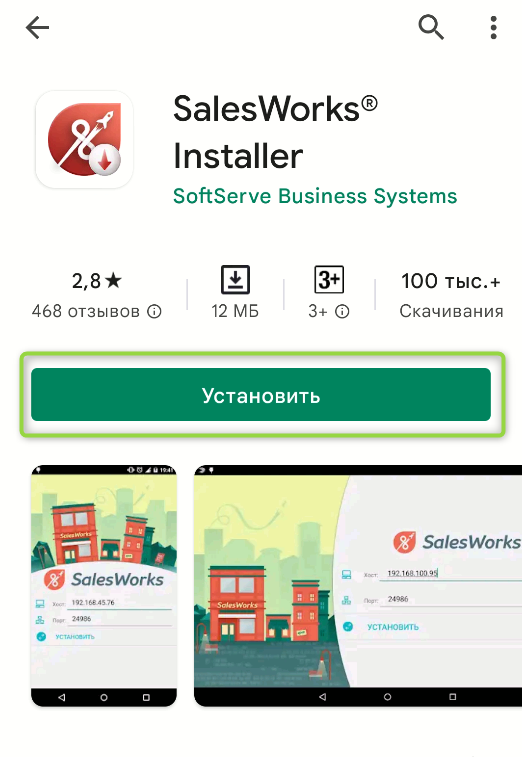 SalesWorks®
Installer
SoftServe Business Systems
2,8★
468 отзывов
12 МБ
3+
3+
100 тыс.+
Скачивания
Установить
19:41
SalesWorks
SalesWorks
Хост:
192.168.45.76
Порт:
24986
УСТАНОВИТЬ
SalesWorks
SalesWorks
Хост:
192.168.100.95
Порт:
24986
УСТАНОВИТЬ